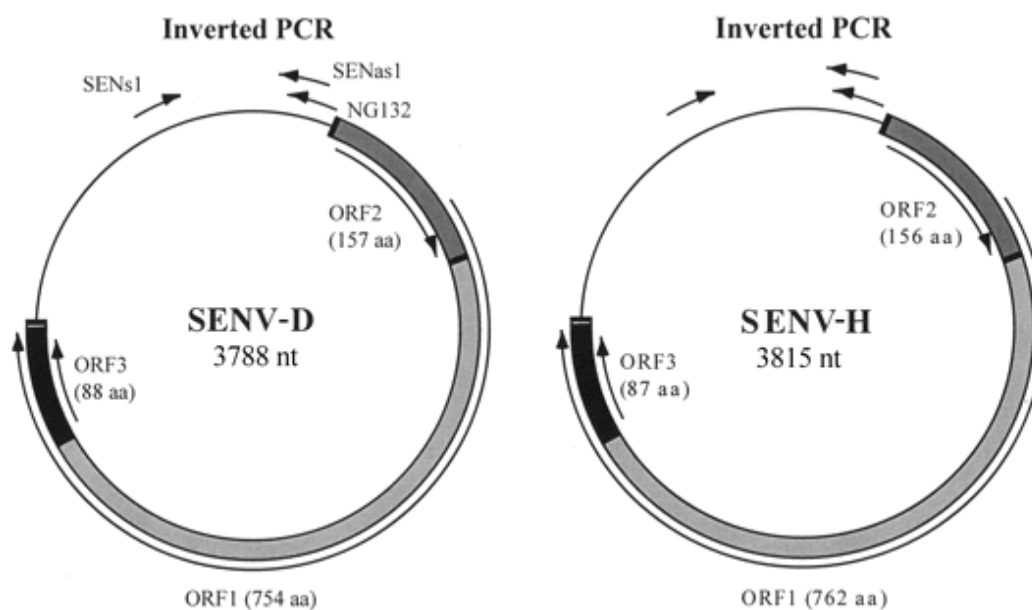 Inverted PCR
SENs1
SENas1
NG132
ORF2
(157 aa)
SENV-D
3788 nt
ORF3
(88 aa)
ORF1 (754 aa)
Inverted PCR
ORF2
(156 aa)
SENV-H
3815 nt
ORF3
(87 aa)
ORF1 (762 aa)